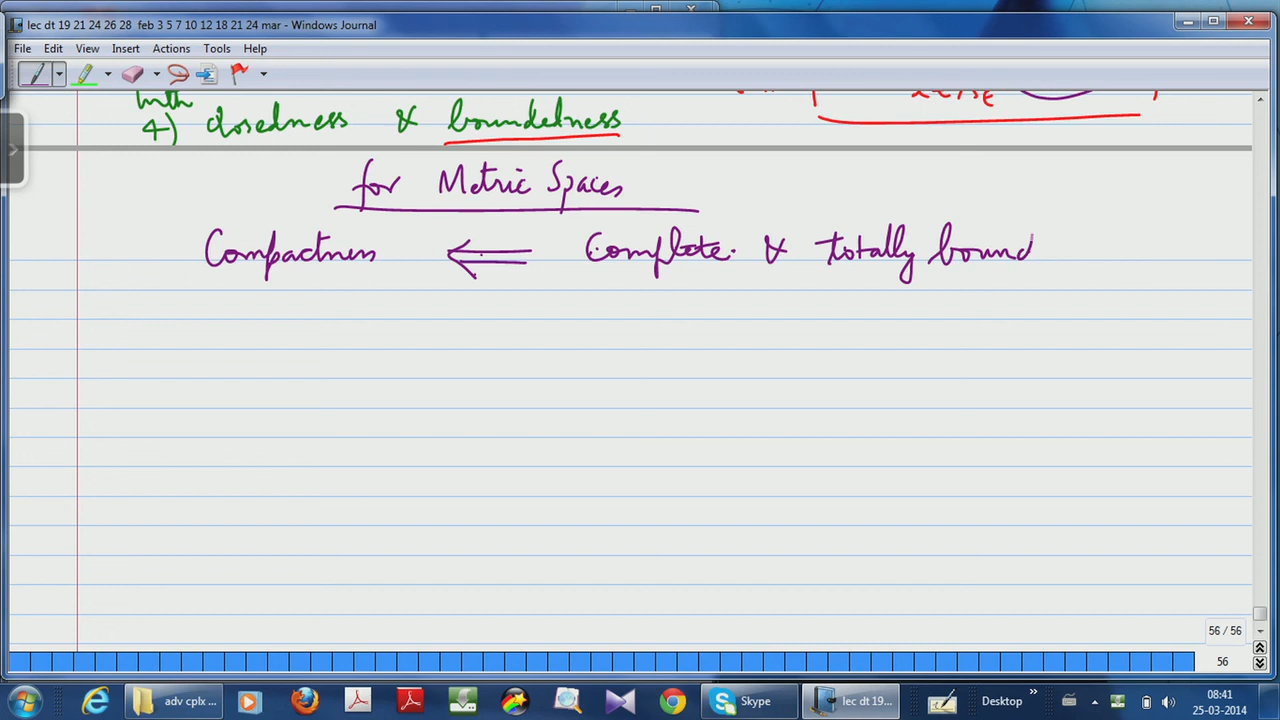 lec dt 19 21 24 26 28 feb 3 5 7 10 12 18 21 24 mar - Windows Journal
File Edit View Insert Actions Tools Help
4) closedness & boundedness
for Metric Spaces
Compactness ⇐ Complete & totally bound
56 / 56
56
adv cplx ... Skype lec dt 19... Desktop » 08:41
25-03-2014